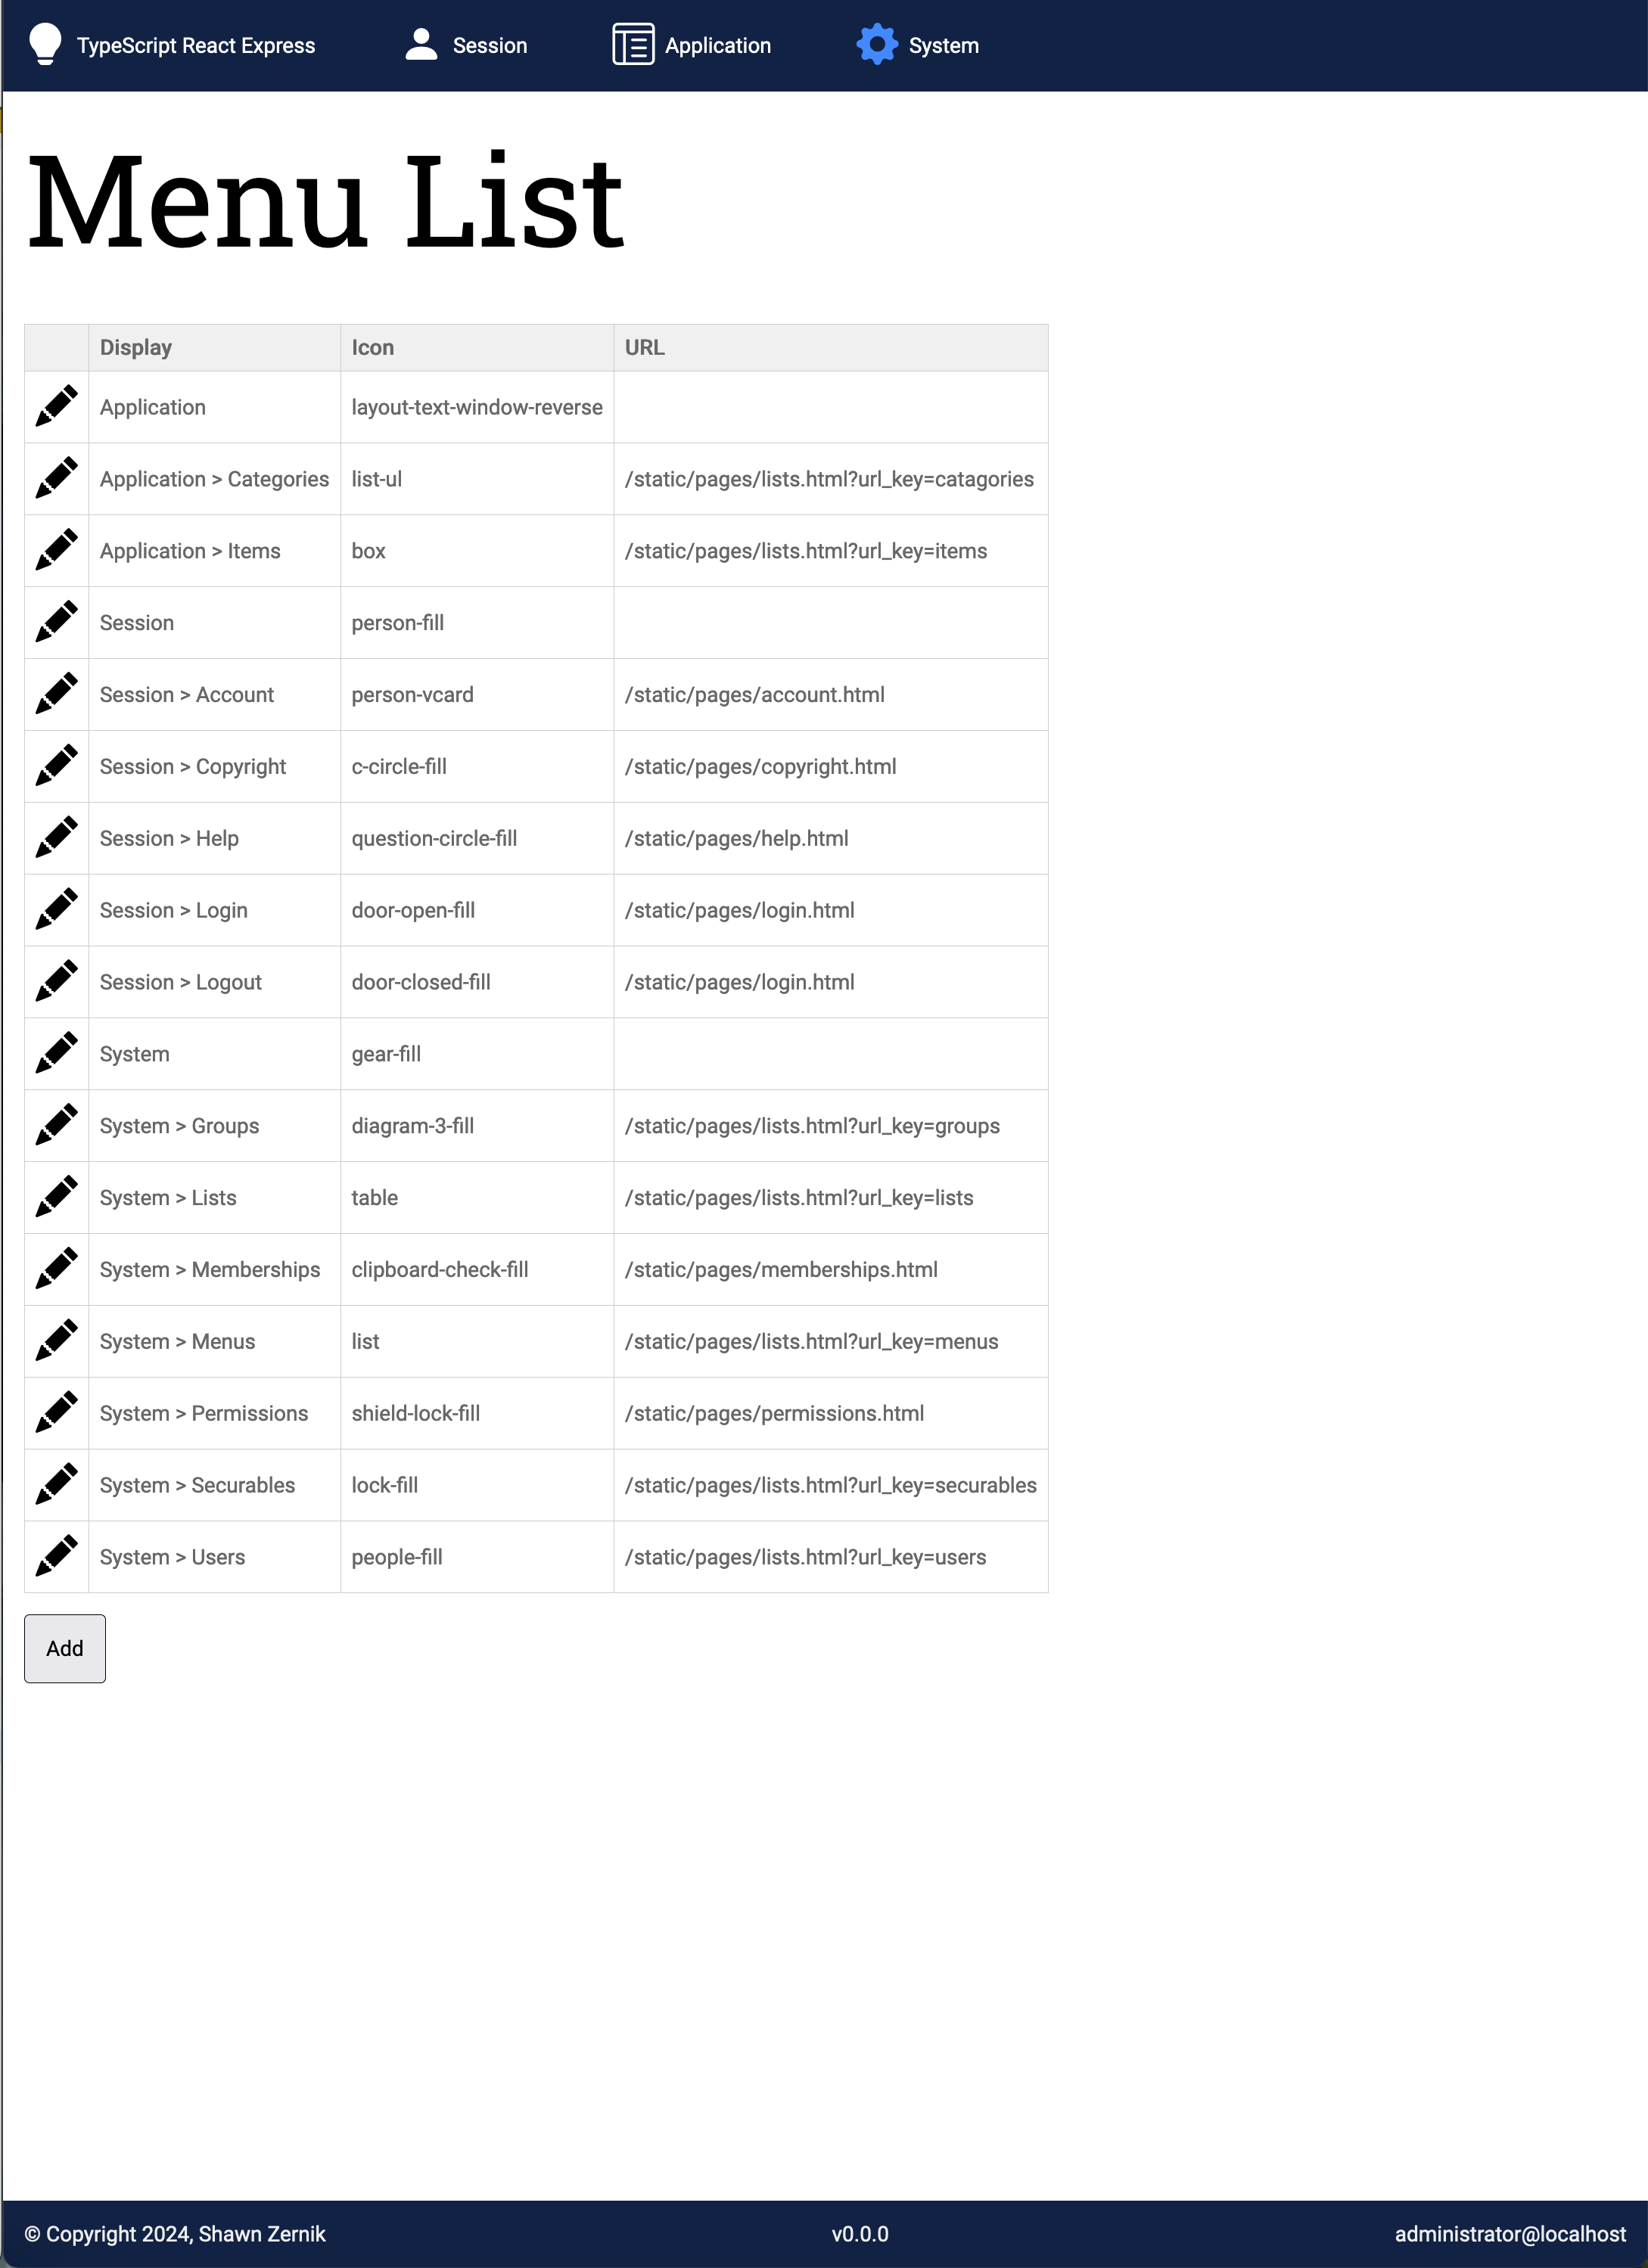 TypeScript React Express Session Application System
Menu List
Display Icon URL
Application layout-text-window-reverse
Application > Categories list-ul /static/pages/lists.html?url_key=catagories
Application > Items box /static/pages/lists.html?url_key=items
Session person-fill
Session > Account person-vcard /static/pages/account.html
Session > Copyright c-circle-fill /static/pages/copyright.html
Session > Help question-circle-fill /static/pages/help.html
Session > Login door-open-fill /static/pages/login.html
Session > Logout door-closed-fill /static/pages/login.html
System gear-fill
System > Groups diagram-3-fill /static/pages/lists.html?url_key=groups
System > Lists table /static/pages/lists.html?url_key=lists
System > Memberships clipboard-check-fill /static/pages/memberships.html
System > Menus list /static/pages/lists.html?url_key=menus
System > Permissions shield-lock-fill /static/pages/permissions.html
System > Securables lock-fill /static/pages/lists.html?url_key=securables
System > Users people-fill /static/pages/lists.html?url_key=users
Add
© Copyright 2024, Shawn Zernik v0.0.0 administrator@localhost